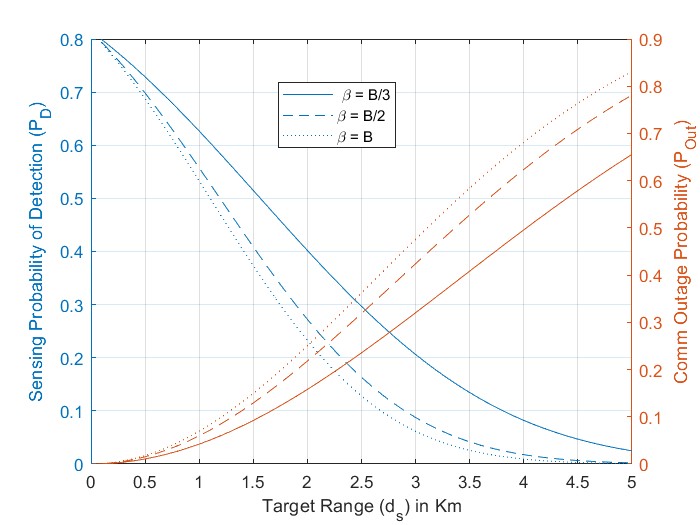 Sensing Probability of Detection (P_D)
0.8
0.7
0.6
0.5
0.4
0.3
0.2
0.1
0
β = B/3
β = B/2
β = B
0.9
0.8
0.7
0.6
0.5
0.4
0.3
0.2
0.1
0
Comm Outage Probability (P_Out)
0 0.5 1 1.5 2 2.5 3 3.5 4 4.5 5
Target Range (d_s) in Km